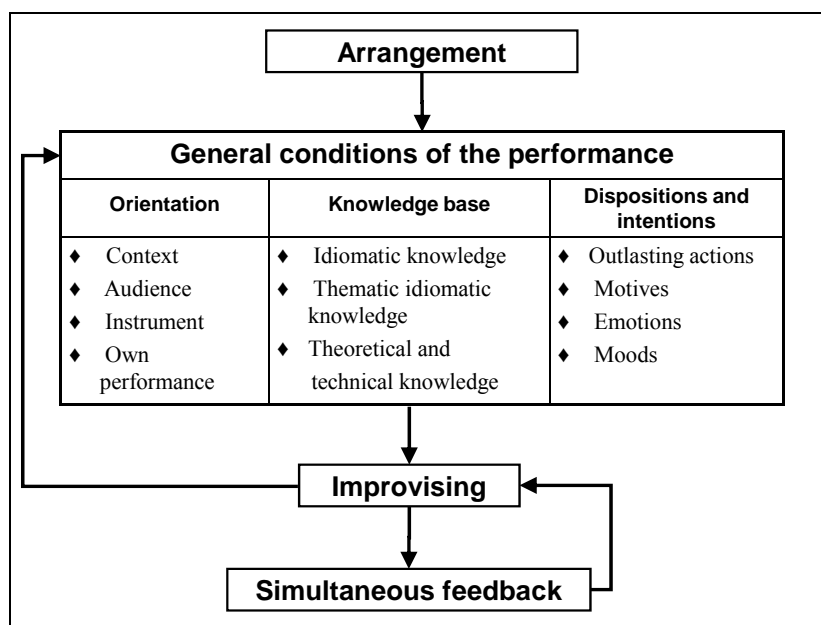 Arrangement
General conditions of the performance
Orientation
♦ Context
♦ Audience
♦ Instrument
♦ Own
performance
Knowledge base
♦ Idiomatic knowledge
♦ Thematic idiomatic
knowledge
♦ Theoretical and
technical knowledge
Dispositions and
intentions
♦ Outlasting actions
♦ Motives
♦ Emotions
♦ Moods
Improvising
Simultaneous feedback